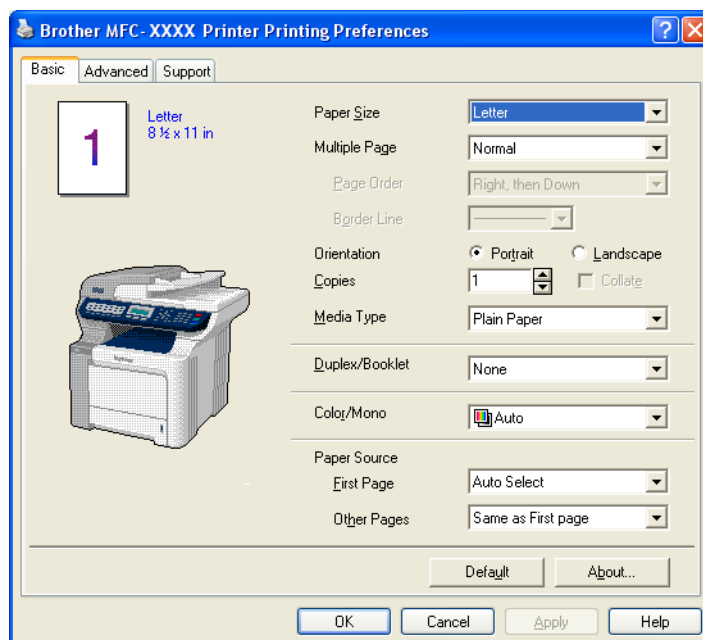 Brother MFC-XXXX Printer Printing Preferences
Basic Advanced Support
1
Letter
8 ½ x 11 in
Paper Size Letter
Multiple Page Normal
Page Order Right, then Down
Border Line
Orientation Portrait Landscape
Copies 1 Collate
Media Type Plain Paper
Duplex/Booklet None
Color/Mono Auto
Paper Source
First Page Auto Select
Other Pages Same as First page
Default About...
OK Cancel Apply Help